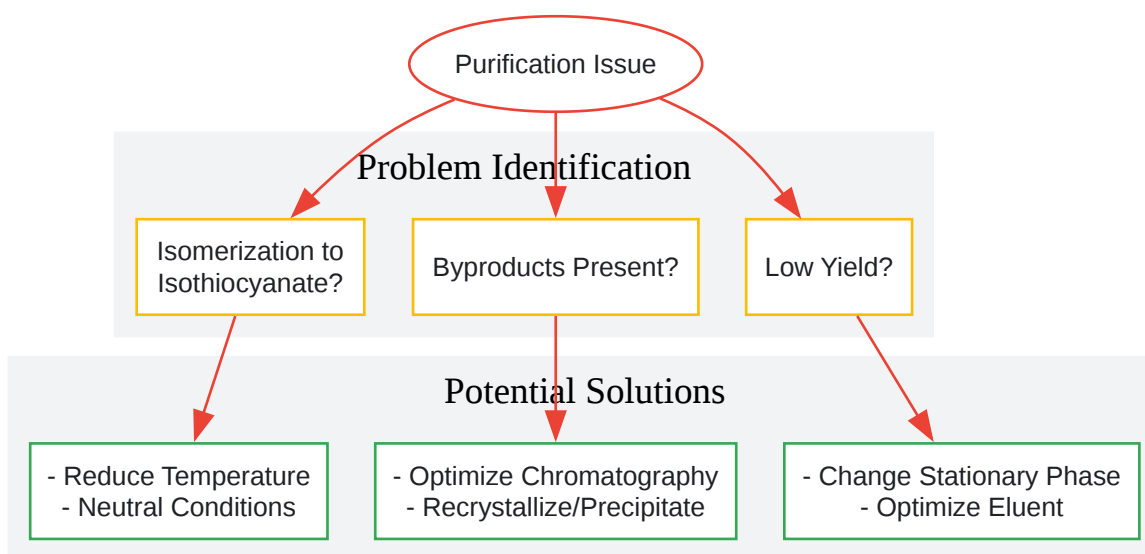 Purification Issue
Problem Identification
Isomerization to
Isothiocyanate?
Byproducts Present?
Low Yield?
Potential Solutions
- Reduce Temperature
- Neutral Conditions
- Optimize Chromatography
- Recrystallize/Precipitate
- Change Stationary Phase
- Optimize Eluent